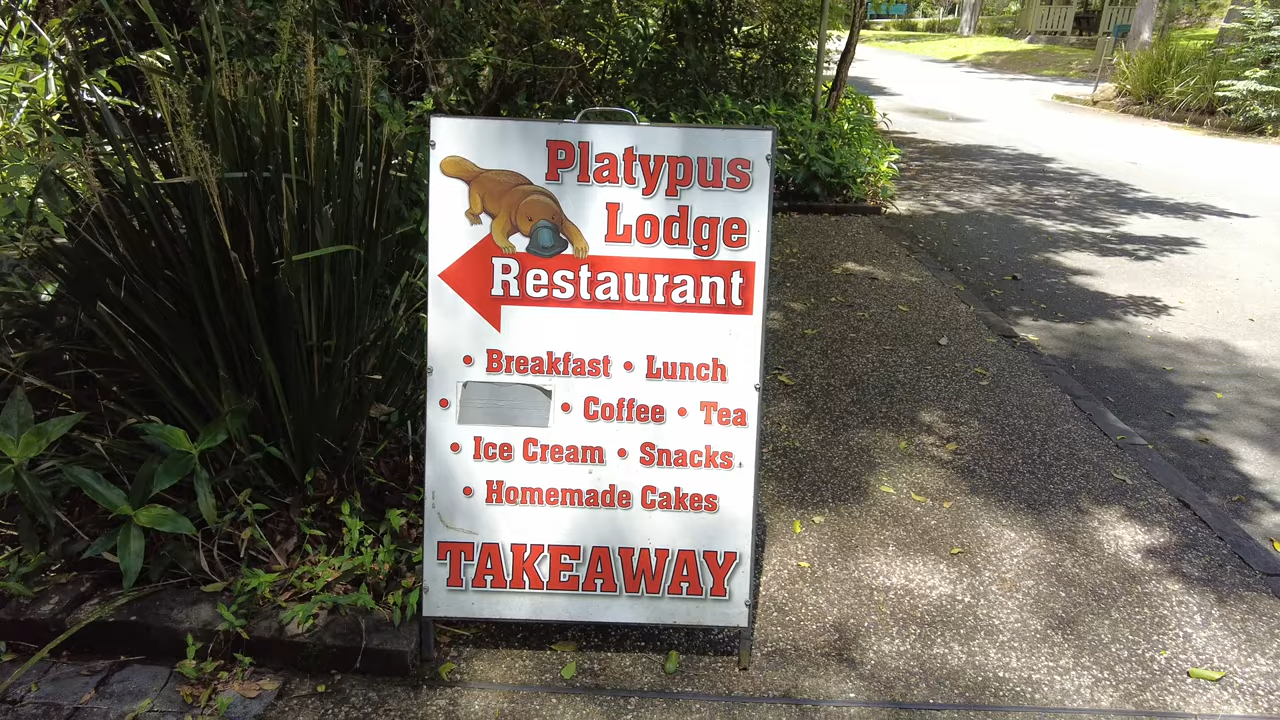 Platypus
Lodge
Restaurant
• Breakfast • Lunch
• • Coffee • Tea
• Ice Cream • Snacks
• Homemade Cakes
TAKEAWAY